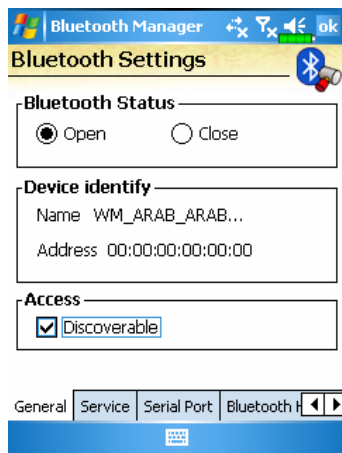 Bluetooth Manager ok
Bluetooth Settings
Bluetooth Status
Open Close
Device identify
Name WM_ARAB_ARAB...
Address 00:00:00:00:00:00
Access
Discoverable
General Service Serial Port Bluetooth H